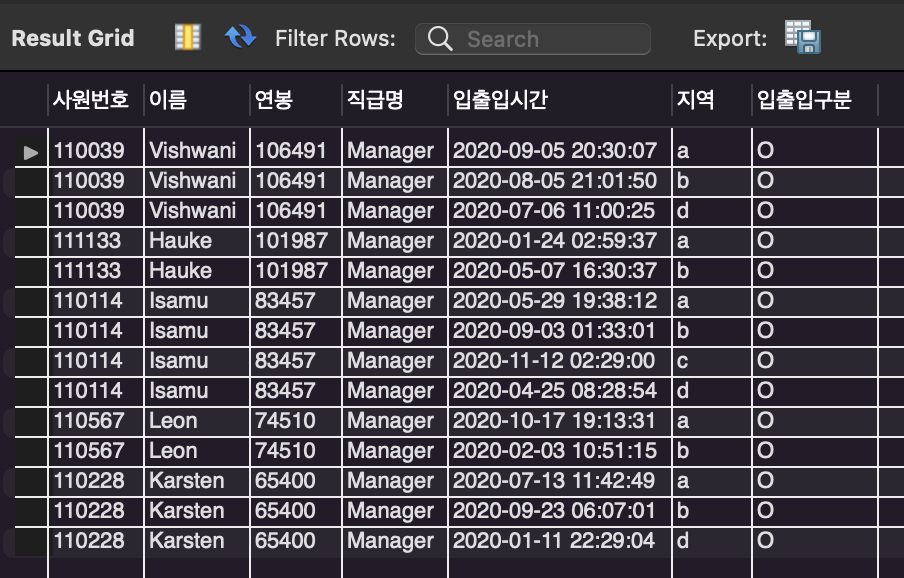 Result Grid Filter Rows: Search Export:
사원번호 이름 연봉 직급명 입출입시간 지역 입출입구분
110039 Vishwani 106491 Manager 2020-09-05 20:30:07 a O
110039 Vishwani 106491 Manager 2020-08-05 21:01:50 b O
110039 Vishwani 106491 Manager 2020-07-06 11:00:25 d O
111133 Hauke 101987 Manager 2020-01-24 02:59:37 a O
111133 Hauke 101987 Manager 2020-05-07 16:30:37 b O
110114 Isamu 83457 Manager 2020-05-29 19:38:12 a O
110114 Isamu 83457 Manager 2020-09-03 01:33:01 b O
110114 Isamu 83457 Manager 2020-11-12 02:29:00 c O
110114 Isamu 83457 Manager 2020-04-25 08:28:54 d O
110567 Leon 74510 Manager 2020-10-17 19:13:31 a O
110567 Leon 74510 Manager 2020-02-03 10:51:15 b O
110228 Karsten 65400 Manager 2020-07-13 11:42:49 a O
110228 Karsten 65400 Manager 2020-09-23 06:07:01 b O
110228 Karsten 65400 Manager 2020-01-11 22:29:04 d O